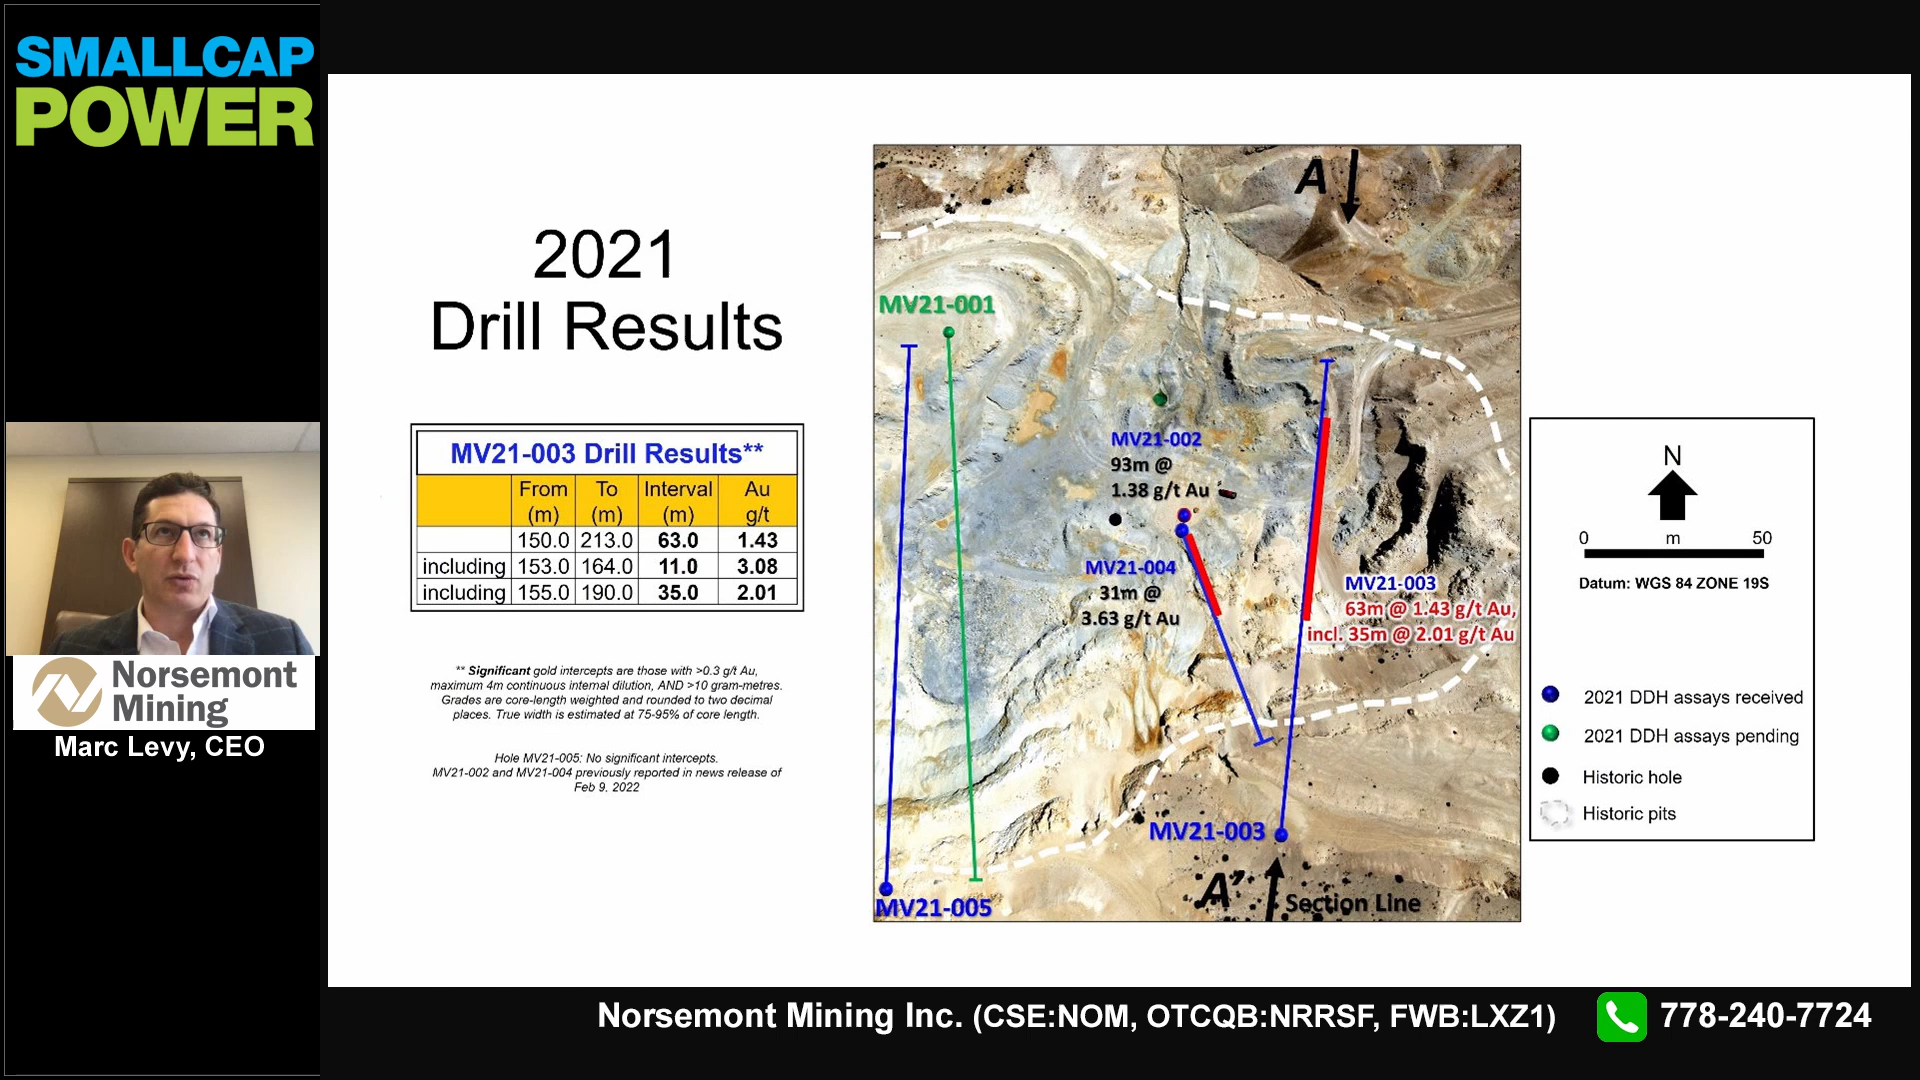 SMALLCAP
POWER
Norsemont
Mining
Marc Levy, CEO
2021
Drill Results
MV21-003 Drill Results**
From (m) To (m) Interval (m) Au g/t
150.0 213.0 63.0 1.43
including 153.0 164.0 11.0 3.08
including 155.0 190.0 35.0 2.01
** Significant gold intercepts are those with >0.3 g/t Au,
maximum 4m continuous internal dilution, AND >10 gram-metres.
Grades are core-length weighted and rounded to two decimal
places. True width is estimated at 75-95% of core length.
Hole MV21-005: No significant intercepts.
MV21-002 and MV21-004 previously reported in news release of
Feb 9. 2022
A
MV21-001
MV21-002
93m @
1.38 g/t Au
MV21-004
31m @
3.63 g/t Au
MV21-003
63m @ 1.43 g/t Au,
incl. 35m @ 2.01 g/t Au
MV21-003
A’
Section Line
MV21-005
N
0 m 50
Datum: WGS 84 ZONE 19S
2021 DDH assays received
2021 DDH assays pending
Historic hole
Historic pits
Norsemont Mining Inc. (CSE:NOM, OTCQB:NRRSF, FWB:LXZ1) 778-240-7724